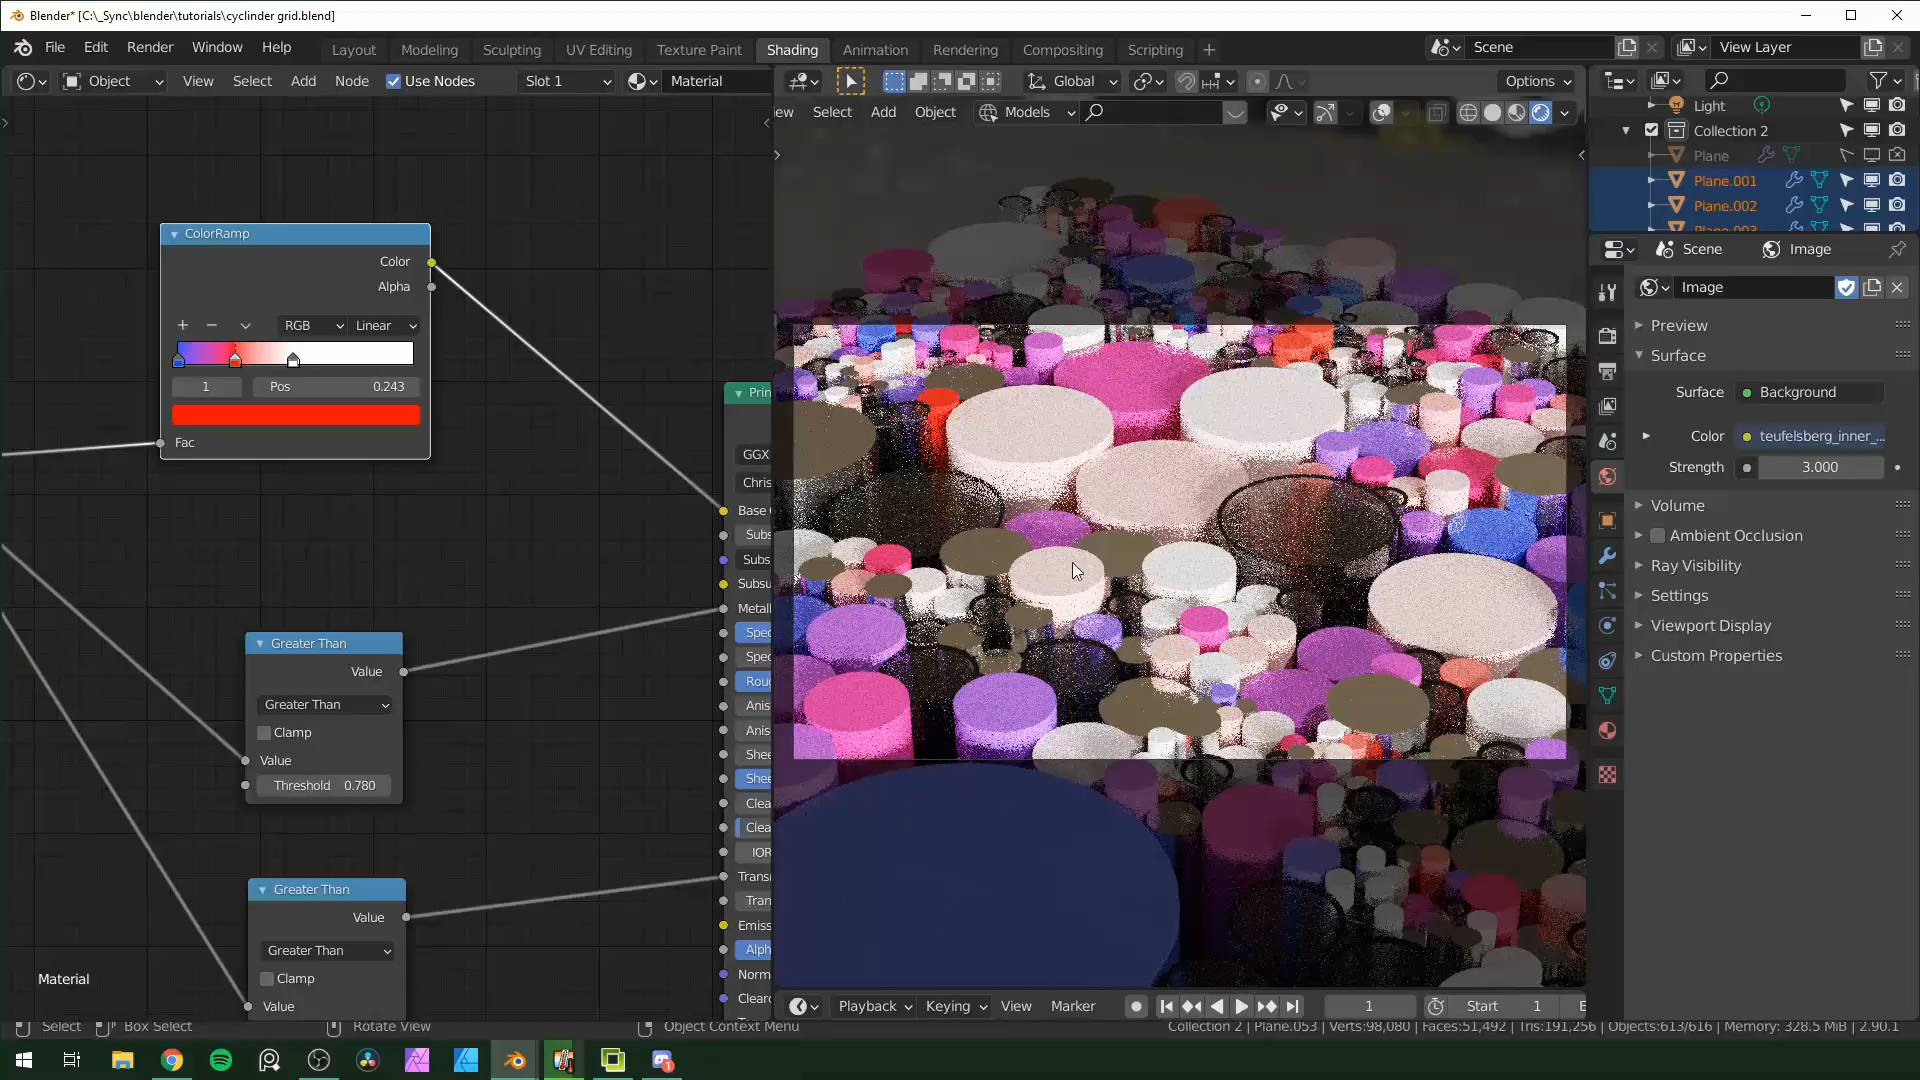 Blender* [C:\_Sync\blender\tutorials\cyclinder grid.blend]
File Edit Render Window Help
Layout Modeling Sculpting UV Editing Texture Paint Shading Animation Rendering Compositing Scripting
Scene
View Layer
Object View Select Add Node Use Nodes Slot 1 Material
Global Options
ew Select Add Object Models
Light
Collection 2
Plane
Plane.001
Plane.002
Scene Image
Image
Preview
Surface
Surface Background
Color teufelsberg_inner_...
Strength 3.000
Volume
Ambient Occlusion
Ray Visibility
Settings
Viewport Display
Custom Properties
ColorRamp
Color
Alpha
RGB Linear
1 Pos 0.243
Fac
Greater Than
Value
Greater Than
Clamp
Value
Threshold 0.780
Greater Than
Value
Greater Than
Clamp
Value
Prin
GGX
Chris
Base
Subs
Subs
Subsu
Metall
Spec
Spec
Roug
Anis
Anis
Shee
Shee
Clea
Clea
IOR
Transm
Tran
Emiss
Alph
Norm
Clearc
Material
Playback Keying View Marker 1 Start 1 E
Select Box Select Rotate View Object Context Menu
Collection 2 | Plane.053 | Verts:98,080 | Faces:51,492 | Tris:191,256 | Objects:613/616 | Memory: 328.5 MiB | 2.90.1